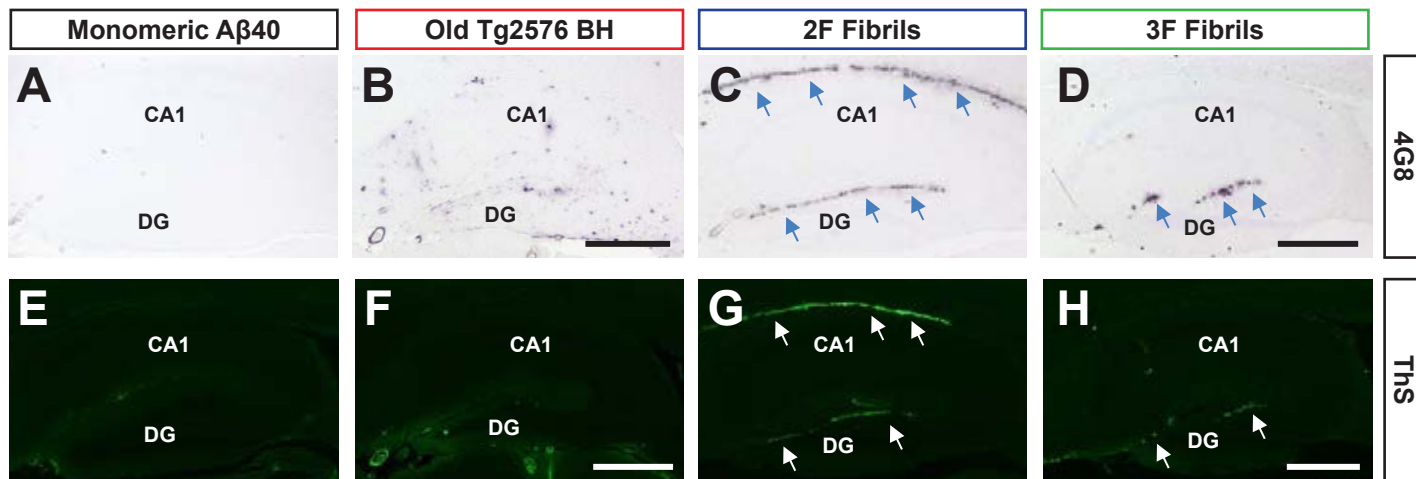 Monomeric Aβ40
Old Tg2576 BH
2F Fibrils
3F Fibrils
A
CA1
DG
B
CA1
DG
C
CA1
DG
D
CA1
DG
4G8
E
CA1
DG
F
CA1
DG
G
CA1
DG
H
CA1
DG
ThS